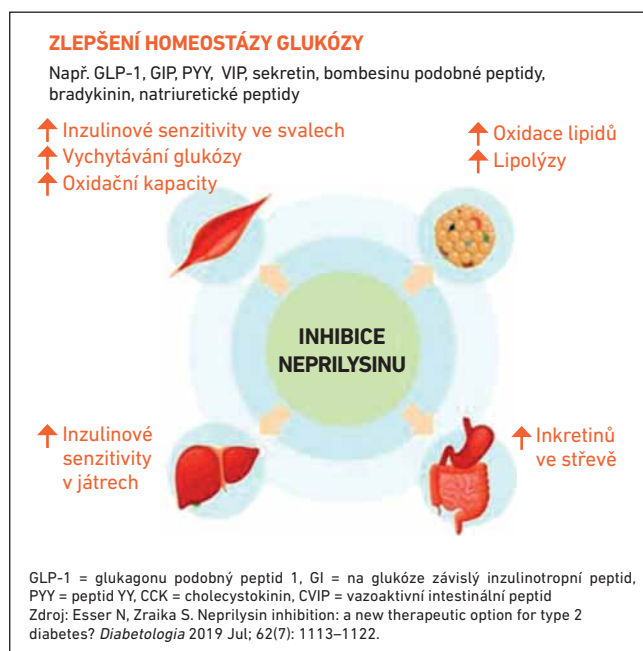 ZLEPŠENÍ HOMEOSTÁZY GLUKÓZY
Např. GLP-1, GIP, PYY, VIP, sekretin, bombesinu podobné peptidy,
bradykinin, natriuretické peptidy
Inzulinové senzitivity ve svalech
Vychytávání glukózy
Oxidační kapacity
Oxidace lipidů
Lipolýzy
INHIBICE
NEPRILYSINU
Inzulinové
senzitivity
v játrech
Inkretinů
ve střevě
GLP-1 = glukagonu podobný peptid 1, GI = na glukóze závislý inzulinotropní peptid,
PYY = peptid YY, CCK = cholecystokinin, CVIP = vazoaktivní intestinální peptid
Zdroj: Esser N, Zraika S. Neprilysin inhibition: a new therapeutic option for type 2
diabetes? Diabetologia 2019 Jul; 62(7): 1113–1122.